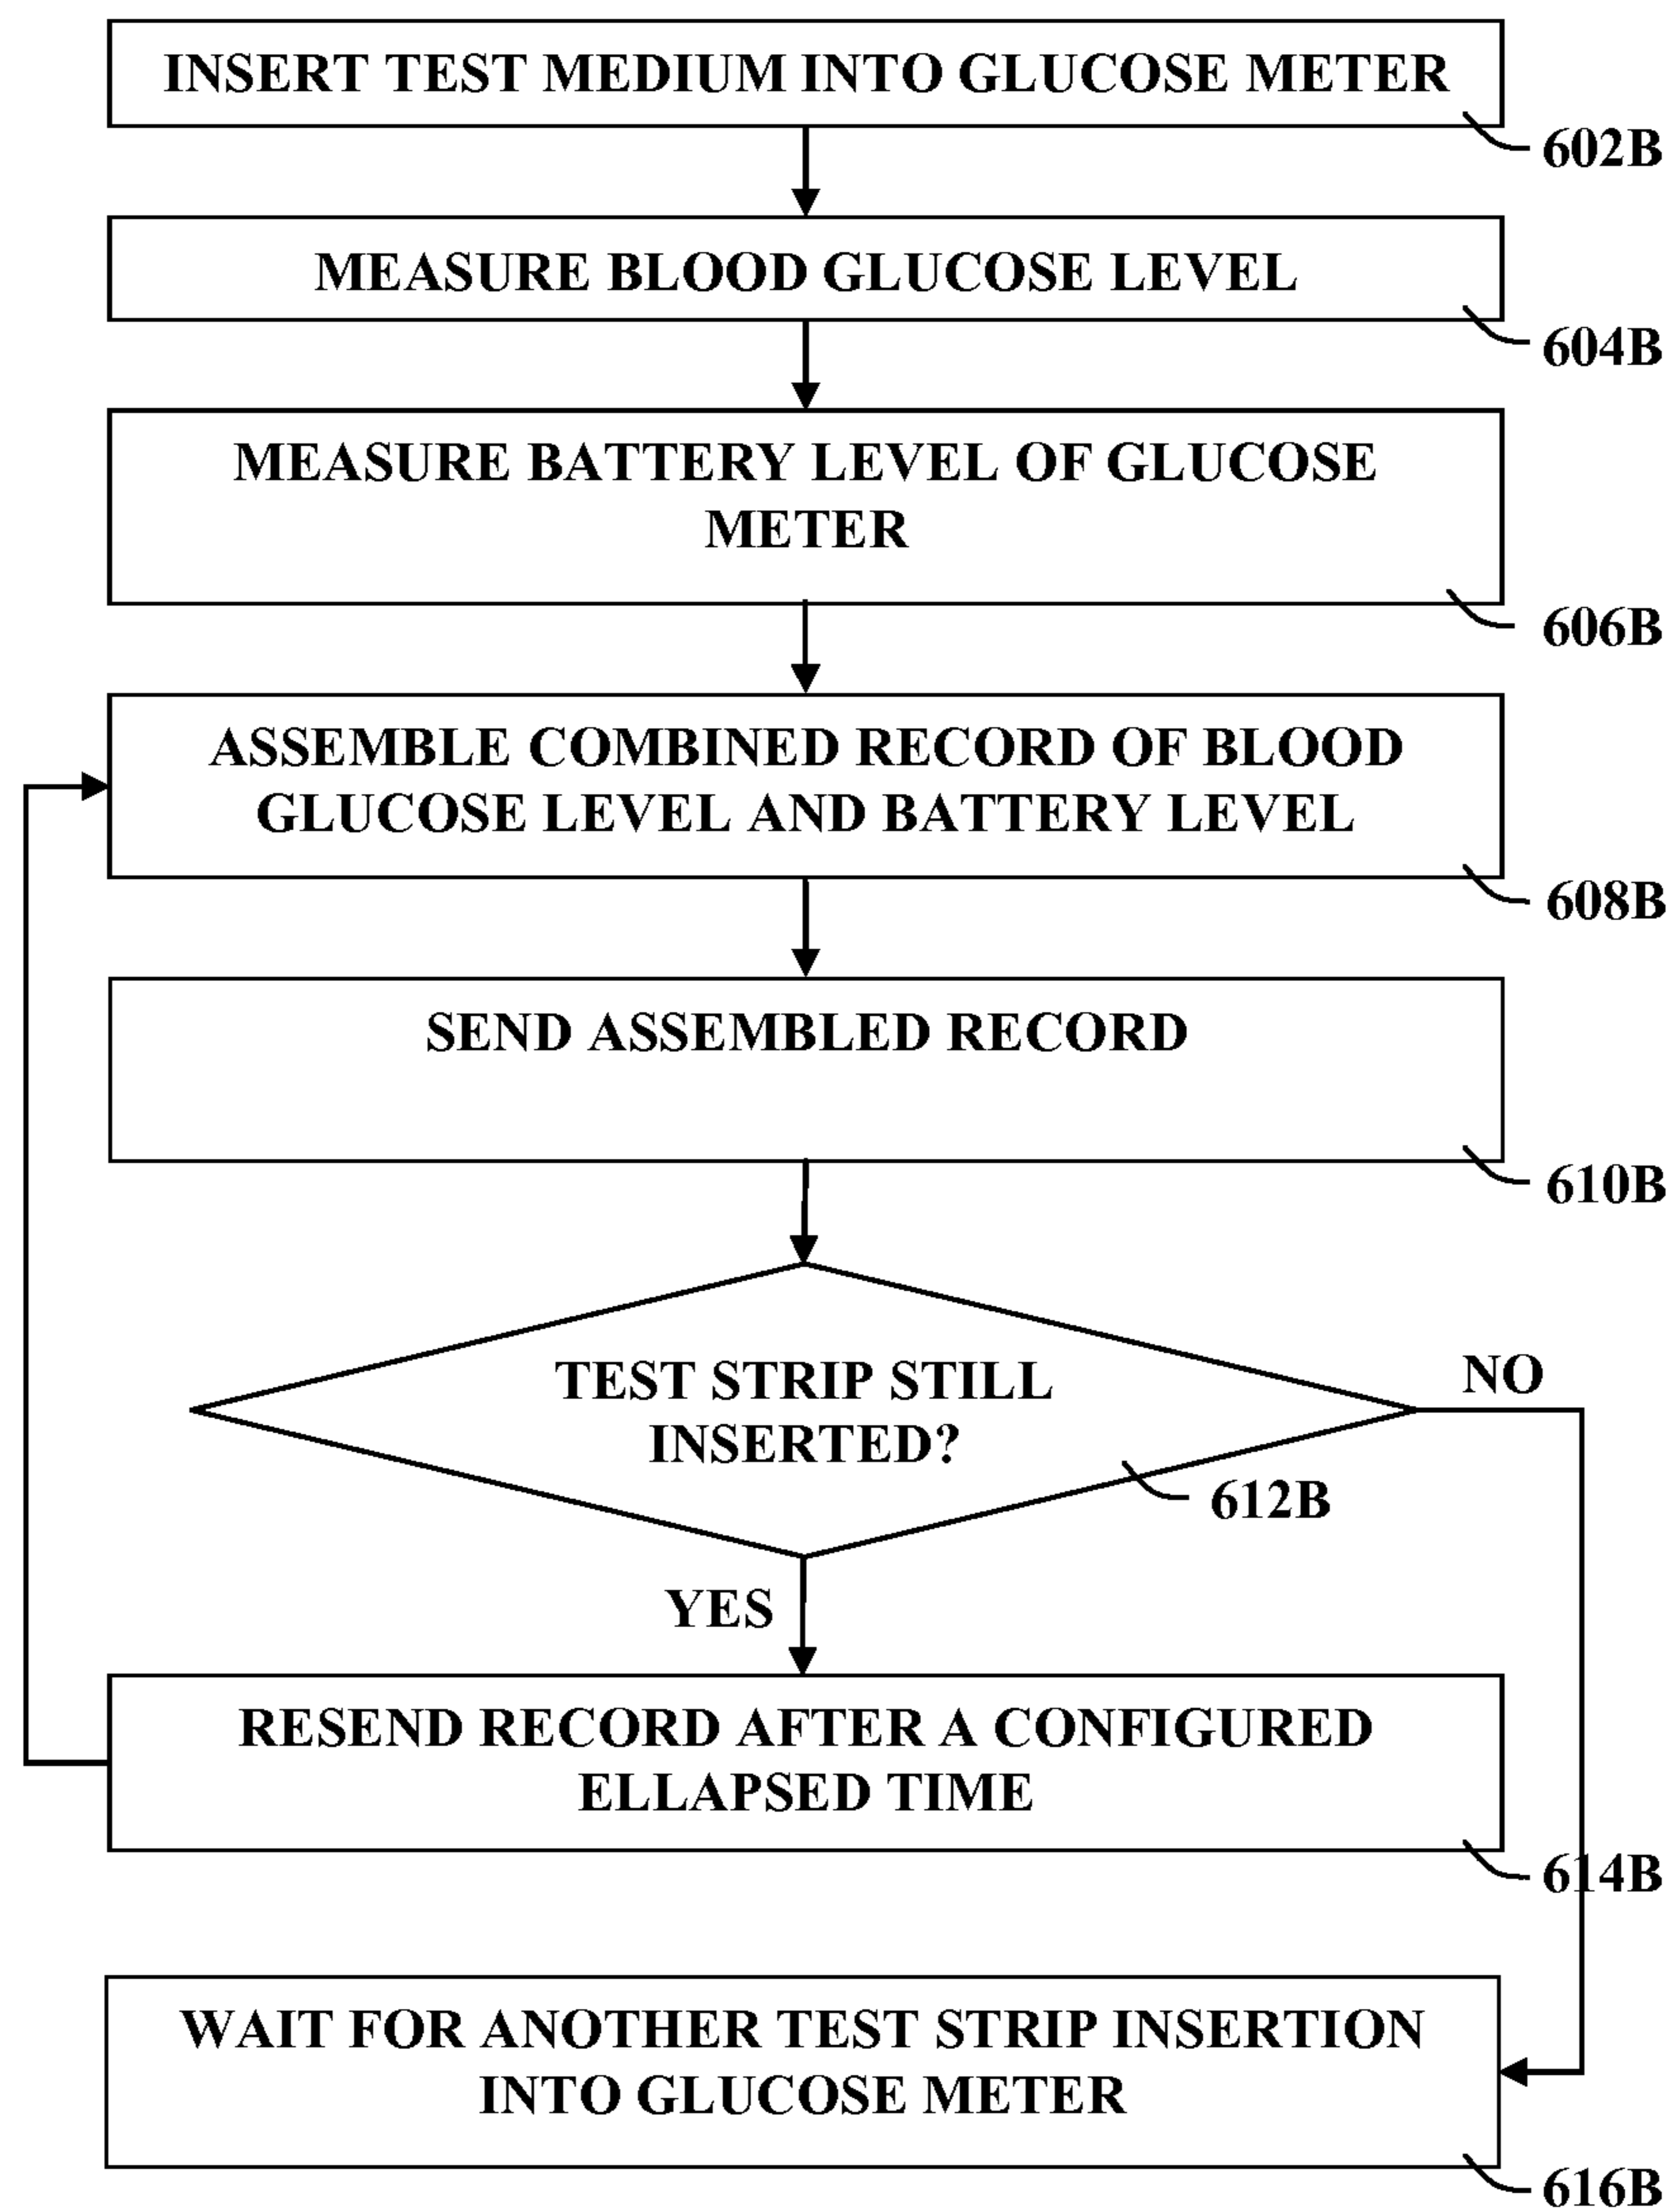 INSERT TEST MEDIUM INTO GLUCOSE METER
602B
MEASURE BLOOD GLUCOSE LEVEL
604B
MEASURE BATTERY LEVEL OF GLUCOSE
METER
606B
ASSEMBLE COMBINED RECORD OF BLOOD
GLUCOSE LEVEL AND BATTERY LEVEL
608B
SEND ASSEMBLED RECORD
610B
TEST STRIP STILL
INSERTED?
NO
612B
YES
RESEND RECORD AFTER A CONFIGURED
ELLAPSED TIME
614B
WAIT FOR ANOTHER TEST STRIP INSERTION
INTO GLUCOSE METER
616B